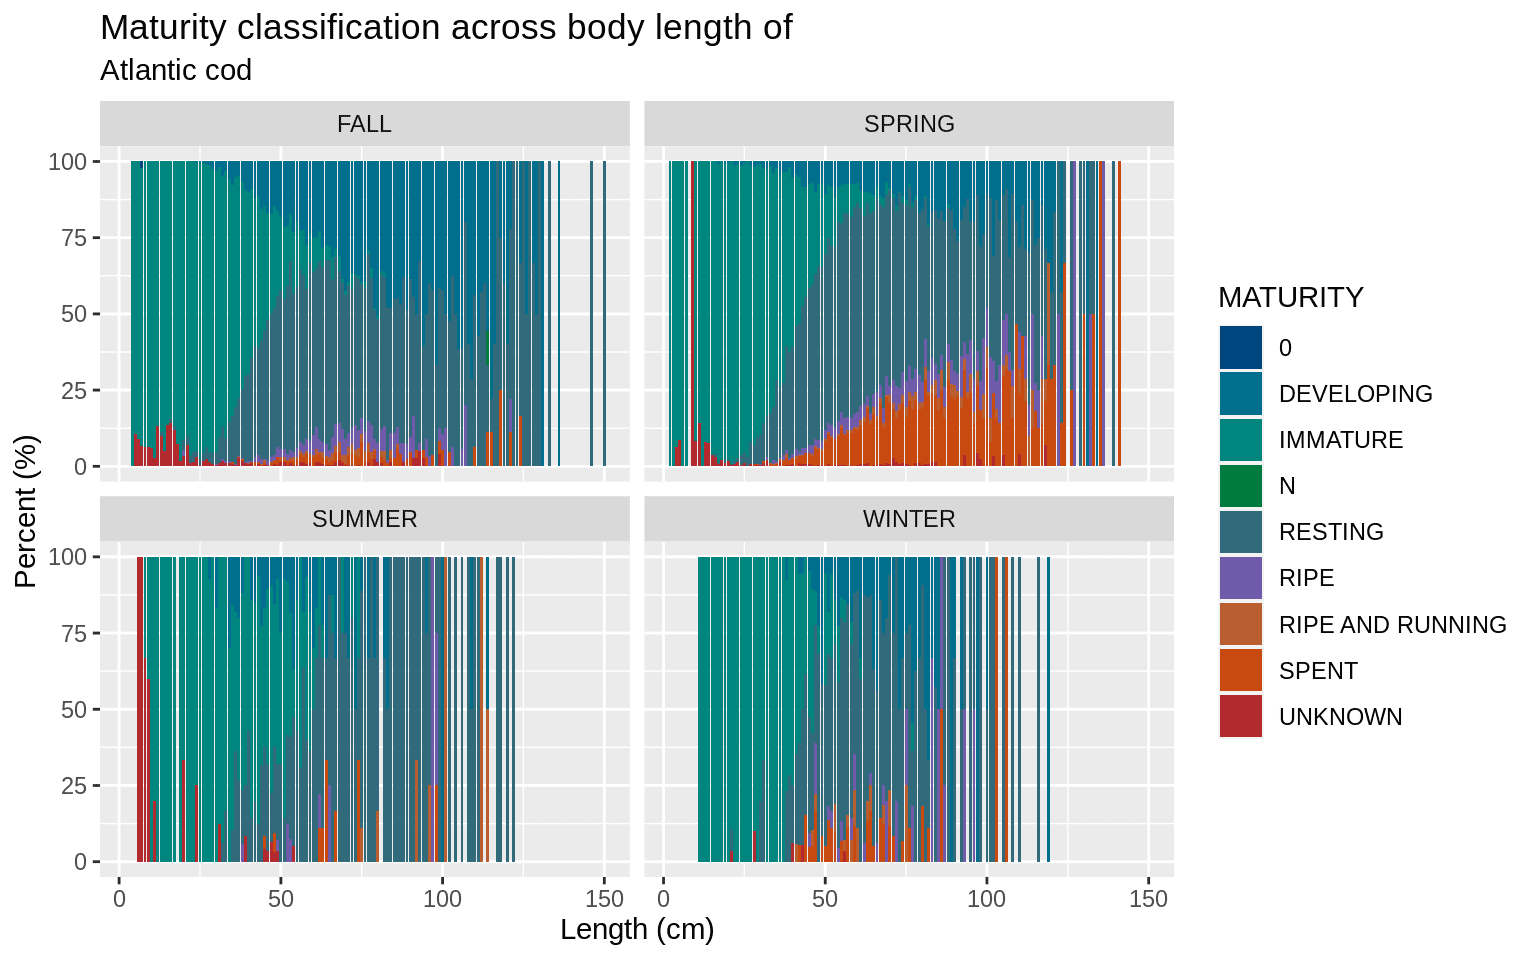 Maturity classification across body length of
Atlantic cod
FALL
SPRING
100
75
50
25
0
SUMMER
WINTER
100
75
50
25
0
0
50
100
150
0
50
100
150
Percent (%)
Length (cm)
MATURITY
0
DEVELOPING
IMMATURE
N
RESTING
RIPE
RIPE AND RUNNING
SPENT
UNKNOWN